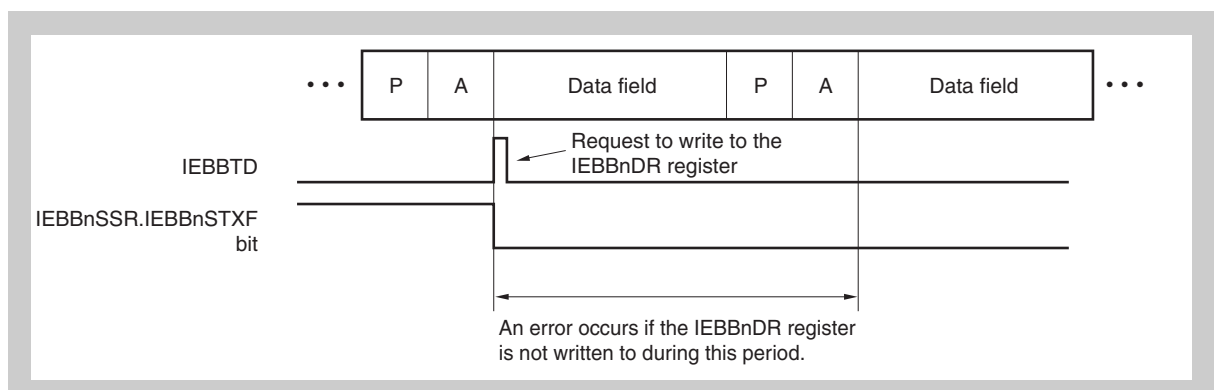 ••• P A Data field P A Data field •••
Request to write to the
IEBBnDR register
IEBBTD
IEBBnSSR.IEBBnSTXF
bit
An error occurs if the IEBBnDR register
is not written to during this period.